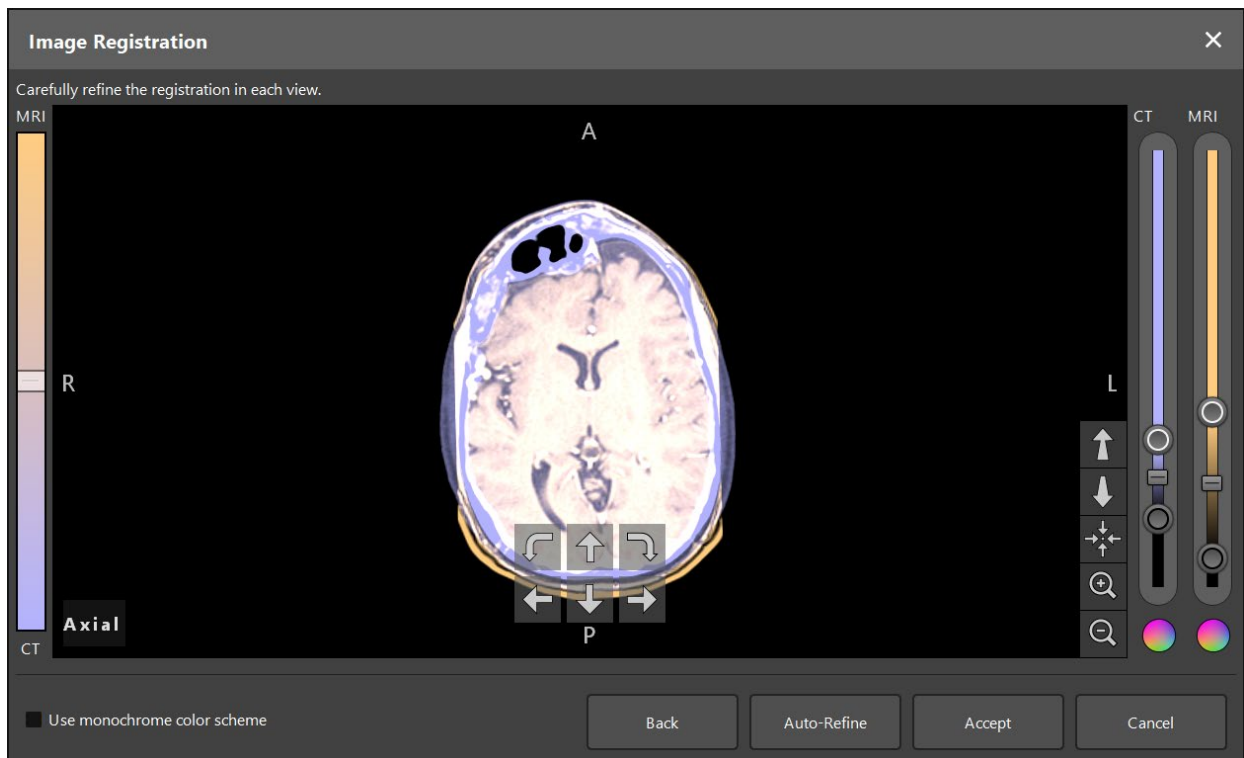 Image Registration
Carefully refine the registration in each view.
MRI
CT
MRI
A
R
L
Axial
P
CT
Use monochrome color scheme
Back
Auto-Refine
Accept
Cancel